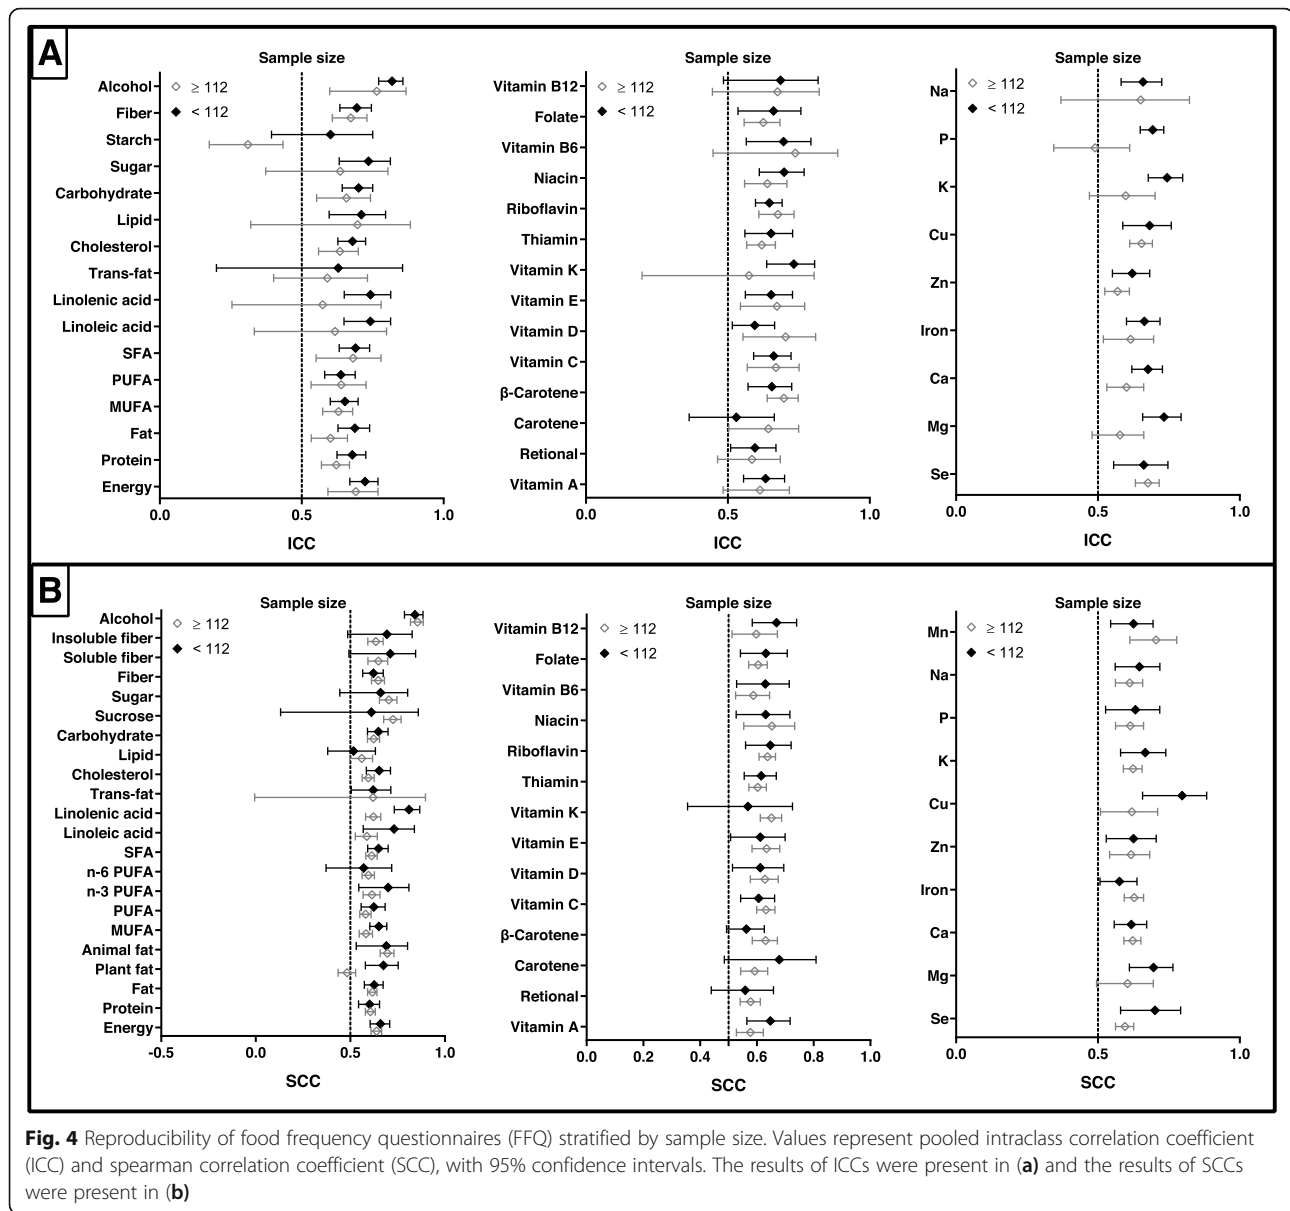 A
Sample size
≥ 112
< 112
Alcohol
Fiber
Starch
Sugar
Carbohydrate
Lipid
Cholesterol
Trans-fat
Linolenic acid
Linoleic acid
SFA
PUFA
MUFA
Fat
Protein
Energy
0.0 0.5 1.0
ICC
Sample size
≥ 112
< 112
Vitamin B12
Folate
Vitamin B6
Niacin
Riboflavin
Thiamin
Vitamin K
Vitamin E
Vitamin D
Vitamin C
β-Carotene
Carotene
Retional
Vitamin A
0.0 0.5 1.0
ICC
Sample size
≥ 112
< 112
Na
P
K
Cu
Zn
Iron
Ca
Mg
Se
0.0 0.5 1.0
ICC
B
Sample size
≥ 112
< 112
Alcohol
Insoluble fiber
Soluble fiber
Fiber
Sugar
Sucrose
Carbohydrate
Lipid
Cholesterol
Trans-fat
Linolenic acid
Linoleic acid
SFA
n-6 PUFA
n-3 PUFA
PUFA
MUFA
Animal fat
Plant fat
Fat
Protein
Energy
-0.5 0.0 0.5 1.0
SCC
Sample size
≥ 112
< 112
Vitamin B12
Folate
Vitamin B6
Niacin
Riboflavin
Thiamin
Vitamin K
Vitamin E
Vitamin D
Vitamin C
β-Carotene
Carotene
Retional
Vitamin A
0.0 0.2 0.4 0.6 0.8 1.0
SCC
Sample size
≥ 112
< 112
Mn
Na
P
K
Cu
Zn
Iron
Ca
Mg
Se
0.0 0.5 1.0
SCC
Fig. 4 Reproducibility of food frequency questionnaires (FFQ) stratified by sample size. Values represent pooled intraclass correlation coefficient
(ICC) and spearman correlation coefficient (SCC), with 95% confidence intervals. The results of ICCs were present in (a) and the results of SCCs
were present in (b)